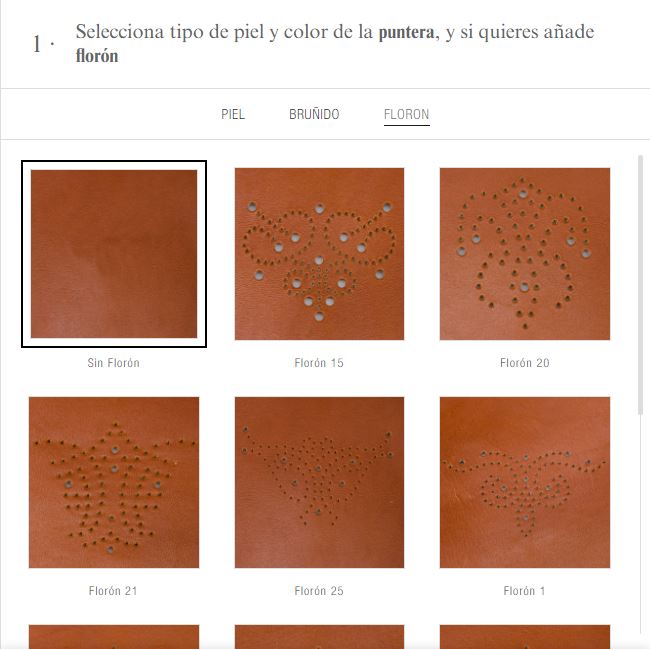 1 · Selecciona tipo de piel y color de la puntera, y si quieres añade
florón
PIEL BRUÑIDO FLORON
Sin Florón Florón 15 Florón 20
Florón 21 Florón 25 Florón 1